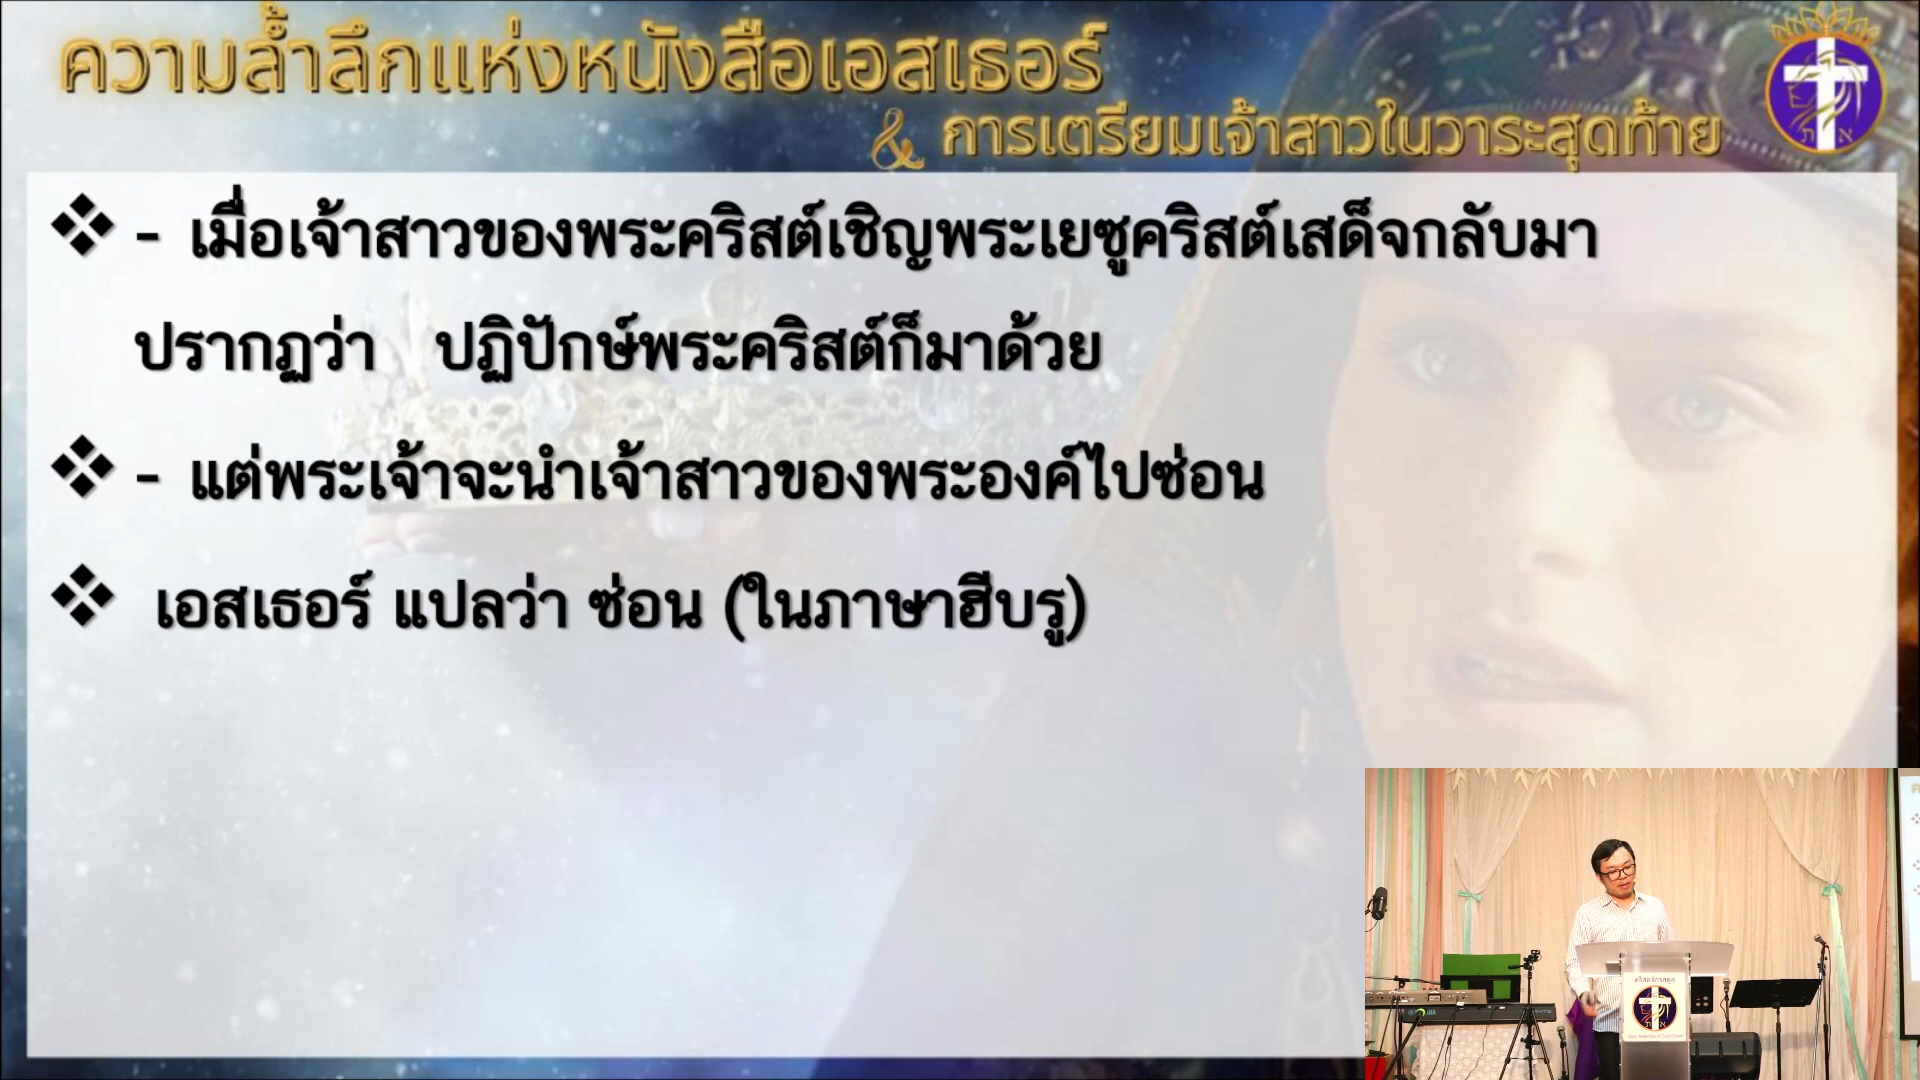 ความล้ำลึกแห่งหนังสือเอสเธอร์
& การเตรียมเจ้าสาวในวาระสุดท้าย
❖ - เมื่อเจ้าสาวของพระคริสต์เชิญพระเยซูคริสต์เสด็จกลับมา
ปรากฏว่า ปฏิปักษ์พระคริสต์ก็มาด้วย
❖ - แต่พระเจ้าจะนำเจ้าสาวของพระองค์ไปซ่อน
❖ เอสเธอร์ แปลว่า ซ่อน (ในภาษาฮีบรู)